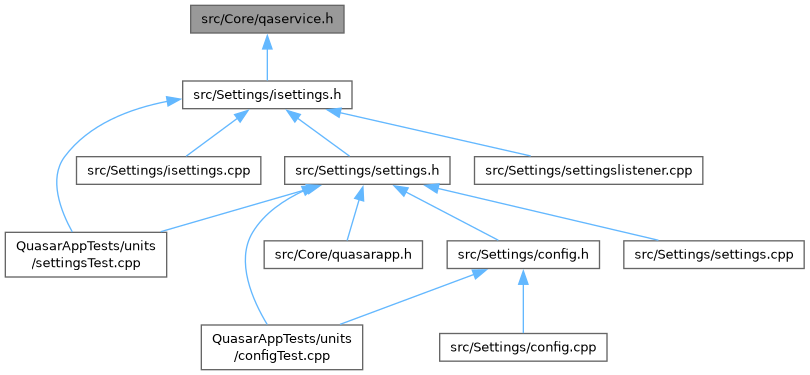 src/Core/qaservice.h
src/Settings/isettings.h
src/Settings/isettings.cpp
src/Settings/settings.h
src/Settings/settingslistener.cpp
QuasarAppTests/units
/settingsTest.cpp
src/Core/quasarapp.h
src/Settings/config.h
src/Settings/settings.cpp
QuasarAppTests/units
/configTest.cpp
src/Settings/config.cpp